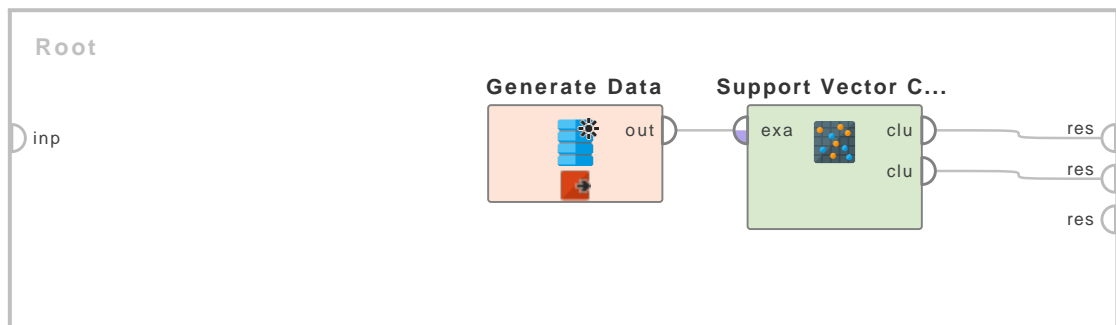 Root
Generate Data
Support Vector C...
inp
out
exa
clu
res
clu
res
res